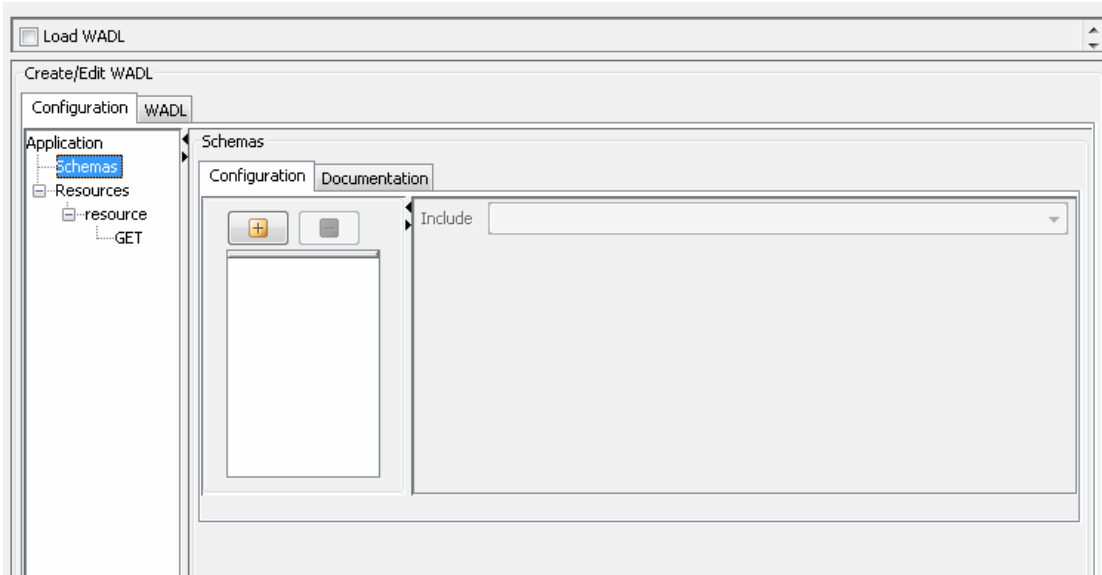 Load WADL
Create/Edit WADL
Configuration WADL
Application
Schemas
Resources
resource
GET
Schemas
Configuration Documentation
Include